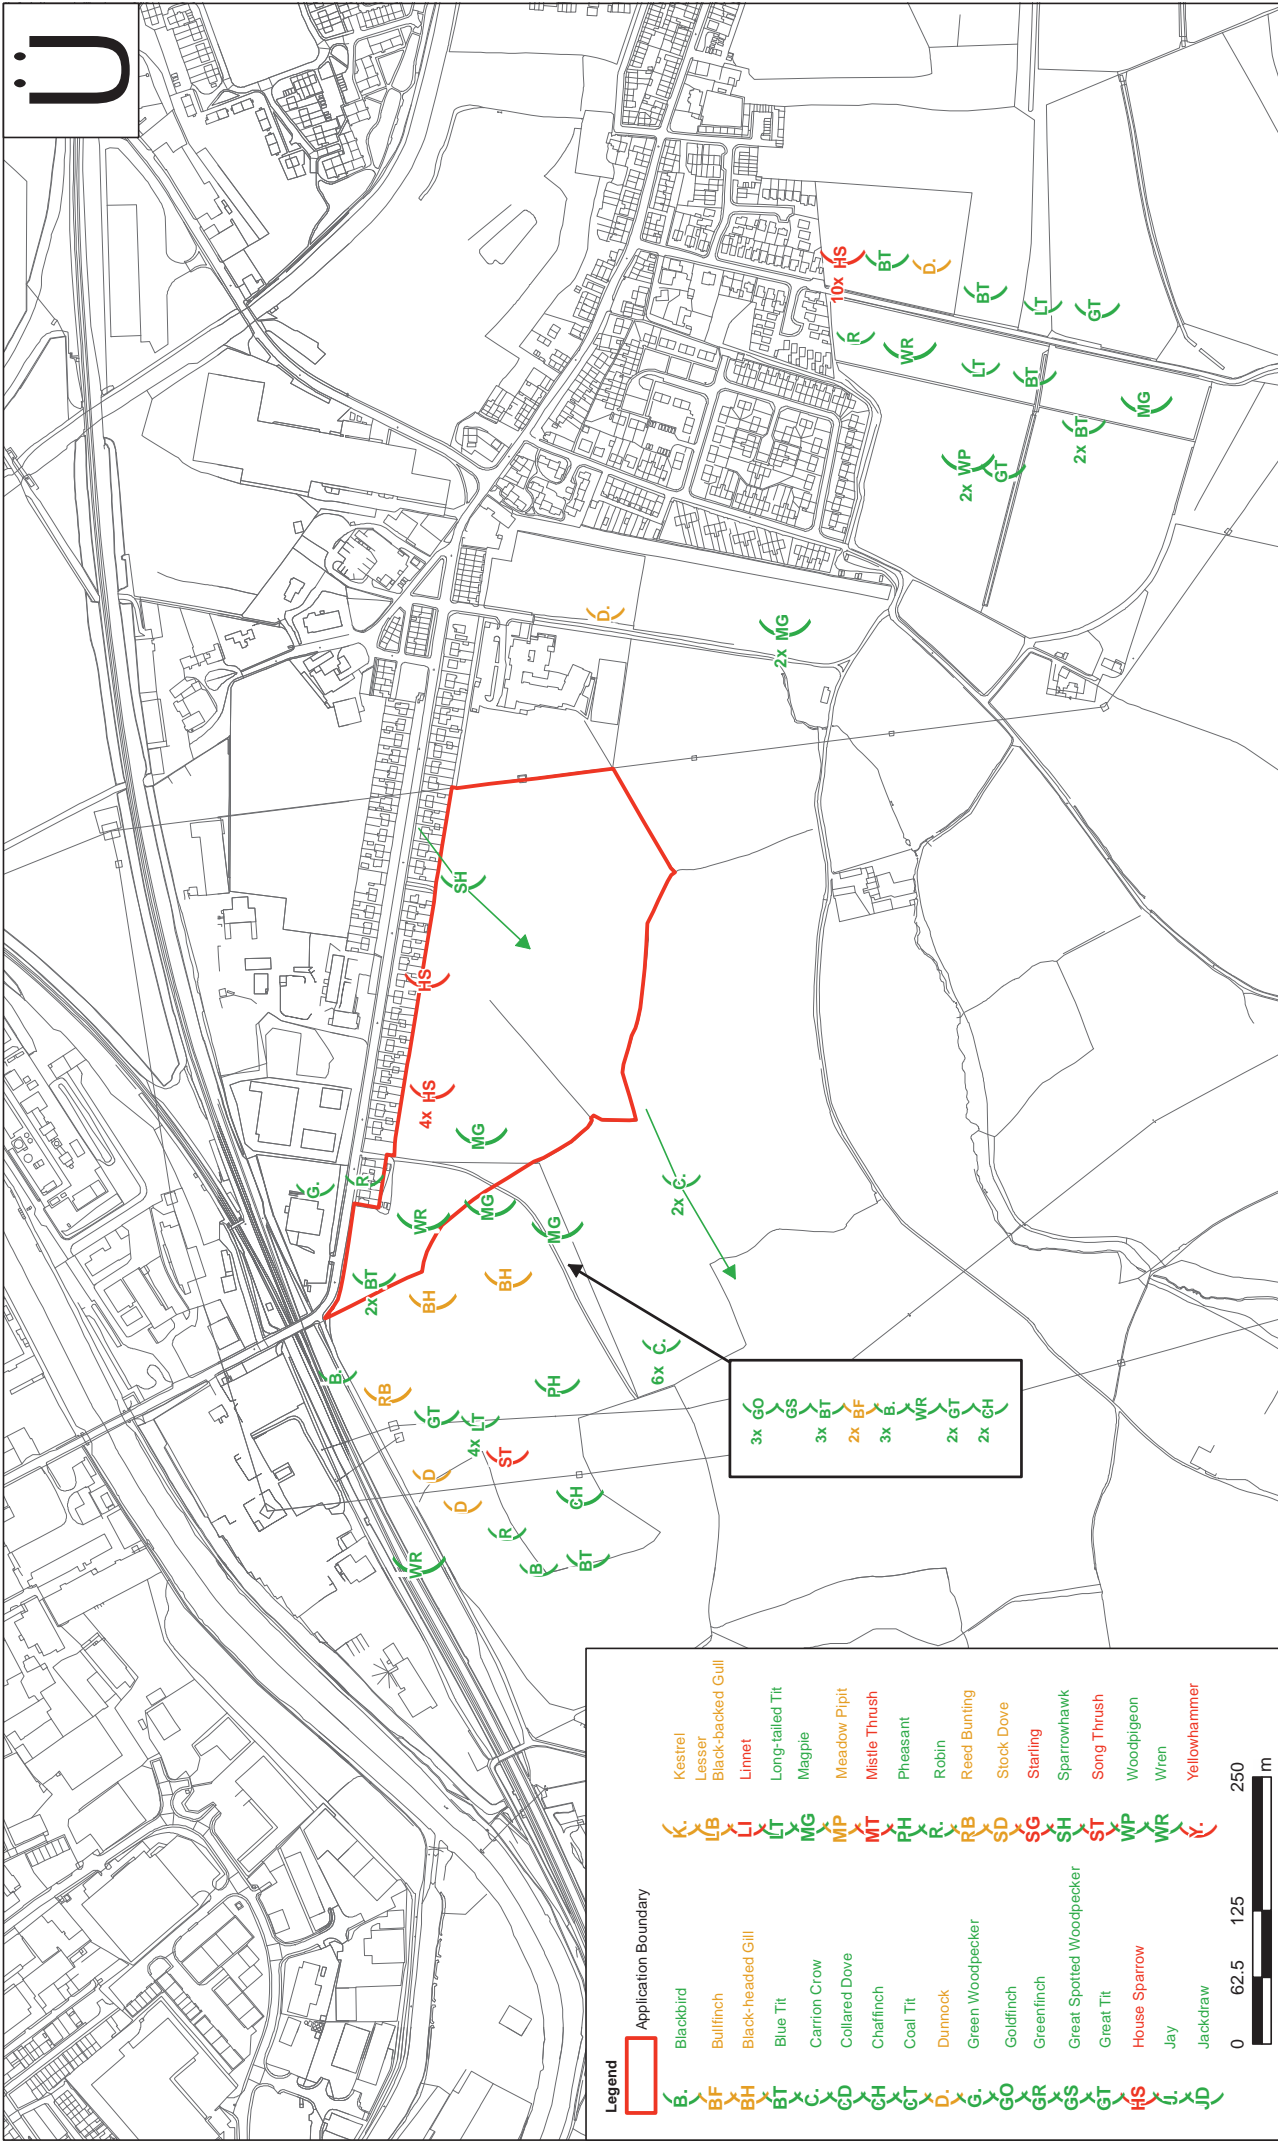 Ü
10x HS
BT
D.
BT
LT
GT
R
WR
LT
BT
MG
2x BT
2x WP
GT
D.
2x MG
SH
HS
4x HS
MG
G.
R.
WR
MG
MG
2x BT
BH
BH
2x C.
6x C.
B.
RB
PH
GT
4x LT
ST
D
D
CH
R
B
BT
WR
3x GO
GS
3x BT
2x BF
3x B.
WR
2x GT
2x CH
Legend
Application Boundary
B. Blackbird
BF Bullfinch
BH Black-headed Gill
BT Blue Tit
C. Carrion Crow
CD Collared Dove
CH Chaffinch
CT Coal Tit
D. Dunnock
G. Green Woodpecker
GO Goldfinch
GR Greenfinch
GS Great Spotted Woodpecker
GT Great Tit
HS House Sparrow
J. Jay
JD Jackdraw
K. Kestrel
LB Lesser
Black-backed Gull
LI Linnet
LT Long-tailed Tit
MG Magpie
MP Meadow Pipit
MT Mistle Thrush
PH Pheasant
R. Robin
RB Reed Bunting
SD Stock Dove
SG Starling
SH Sparrowhawk
ST Song Thrush
WP Woodpigeon
WR Wren
Y. Yellowhammer
0 62.5 125 250
m